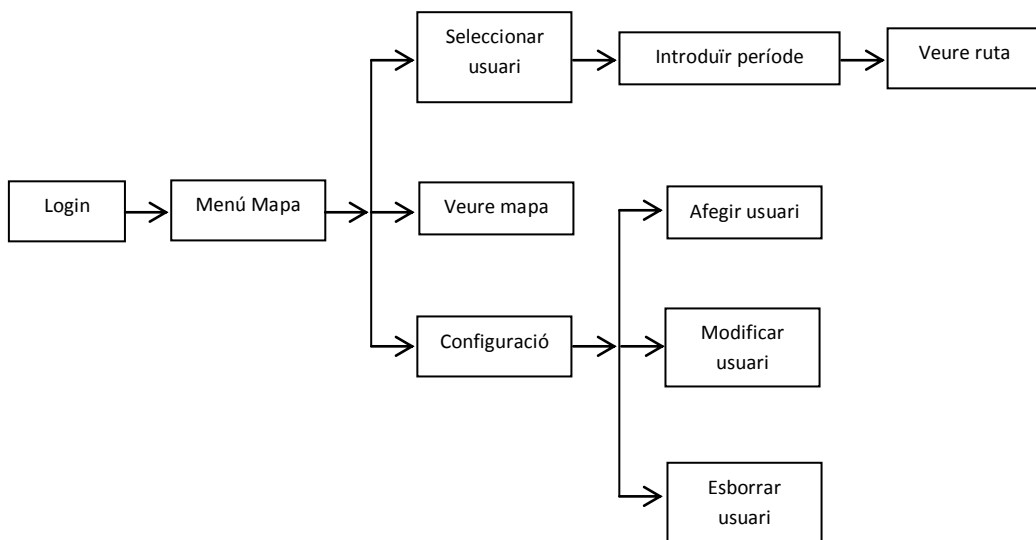 Seleccionar
usuari
Introduïr període
Veure ruta
Login
Menú Mapa
Veure mapa
Afegir usuari
Configuració
Modificar
usuari
Esborrar
usuari